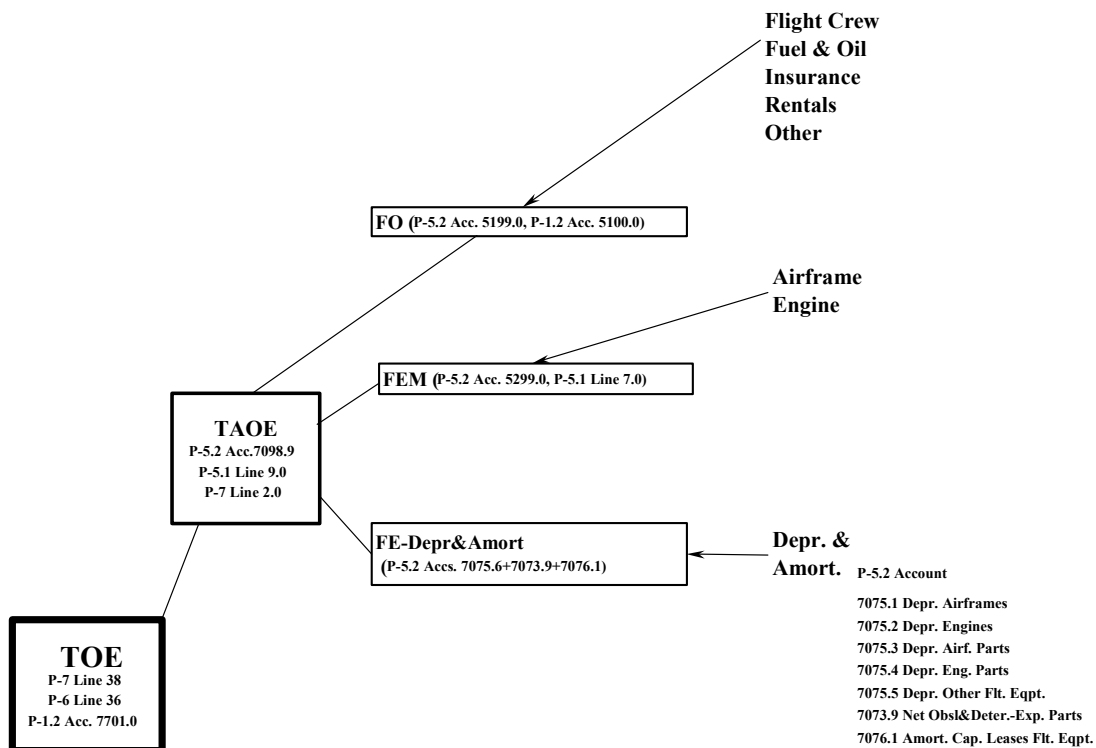 Flight Crew
Fuel & Oil
Insurance
Rentals
Other
FO (P-5.2 Acc. 5199.0, P-1.2 Acc. 5100.0)
Airframe
Engine
FEM (P-5.2 Acc. 5299.0, P-5.1 Line 7.0)
TAOE
P-5.2 Acc.7098.9
P-5.1 Line 9.0
P-7 Line 2.0
FE-Depr&Amort
(P-5.2 Accs. 7075.6+7073.9+7076.1)
Depr. &
Amort.
P-5.2 Account
7075.1 Depr. Airframes
7075.2 Depr. Engines
7075.3 Depr. Airf. Parts
7075.4 Depr. Eng. Parts
7075.5 Depr. Other Flt. Eqpt.
7073.9 Net Obsl&Deter.-Exp. Parts
7076.1 Amort. Cap. Leases Flt. Eqpt.
TOE
P-7 Line 38
P-6 Line 36
P-1.2 Acc. 7701.0